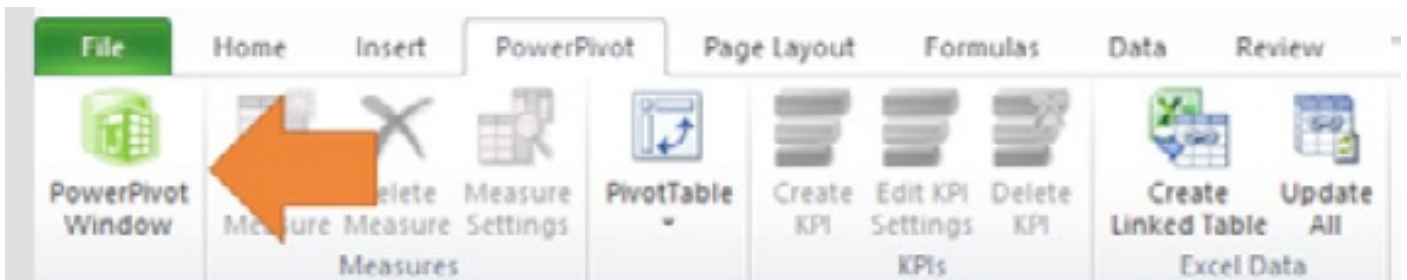 File Home Insert PowerPivot Page Layout Formulas Data Review
PowerPivot Window
Measure
Delete Measure
Measure Settings
PivotTable
Create KPI
Edit KPI Settings
Delete KPI
Create Linked Table
Update All
Measures KPIs Excel Data